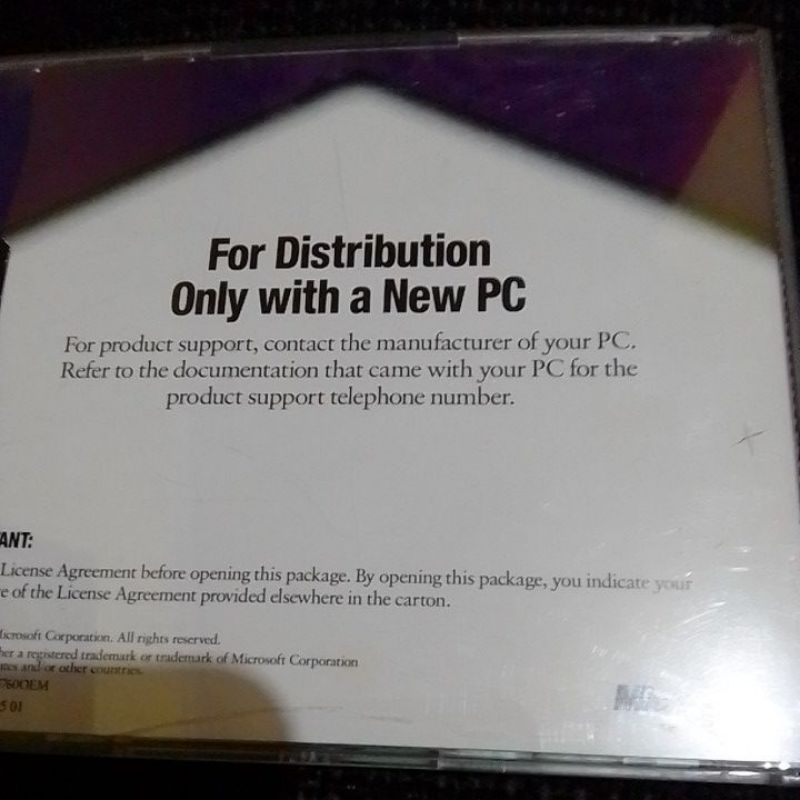 For Distribution
Only with a New PC
For product support, contact the manufacturer of your PC.
Refer to the documentation that came with your PC for the
product support telephone number.
ANT:
License Agreement before opening this package. By opening this package, you indicate your
e of the License Agreement provided elsewhere in the carton.
icrosoft Corporation. All rights reserved.
her a registered trademark or trademark of Microsoft Corporation
and/or other countries.
760OEM
5 01